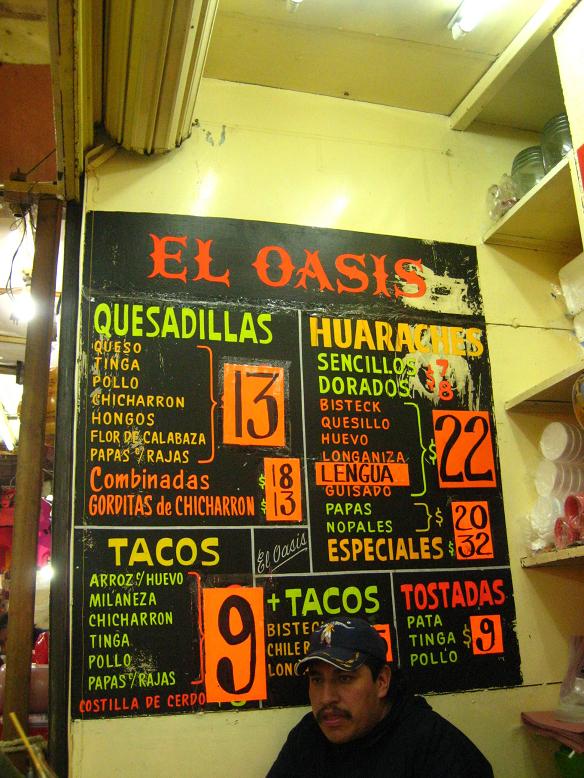 EL OASIS
QUESADILLAS
QUESO
TINGA
POLLO
CHICHARRON
HONGOS
FLOR DE CALABAZA
PAPAS c/ RAJAS
13
Combinadas $ 18
GORDITAS de CHICHARRON $ 13
HUARACHES
SENCILLOS $ 7
DORADOS $ 8
BISTECK
QUESILLO
HUEVO
LONGANIZA
LENGUA
GUISADO
$ 22
PAPAS
NOPALES
$ 20
ESPECIALES $ 32
TACOS
ARROZ c/ HUEVO
MILANEZA
CHICHARRON
TINGA
POLLO
PAPAS c/ RAJAS
9
COSTILLA DE CERDO
El Oasis
+ TACOS
BISTEC
CHILE
TOSTADAS
PATA
TINGA
POLLO
$ 9